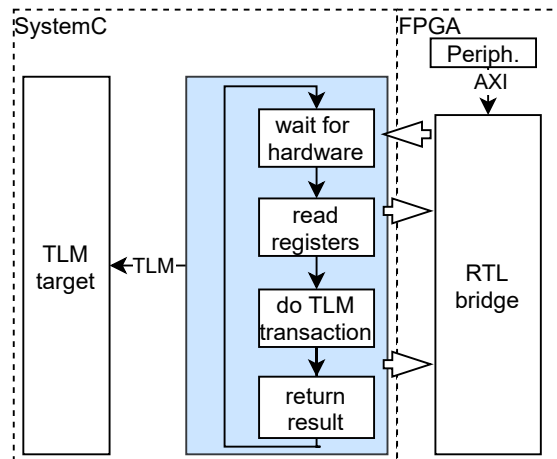 SystemC
FPGA
Periph.
AXI
wait for
hardware
read
registers
TLM
target
TLM
RTL
bridge
do TLM
transaction
return
result